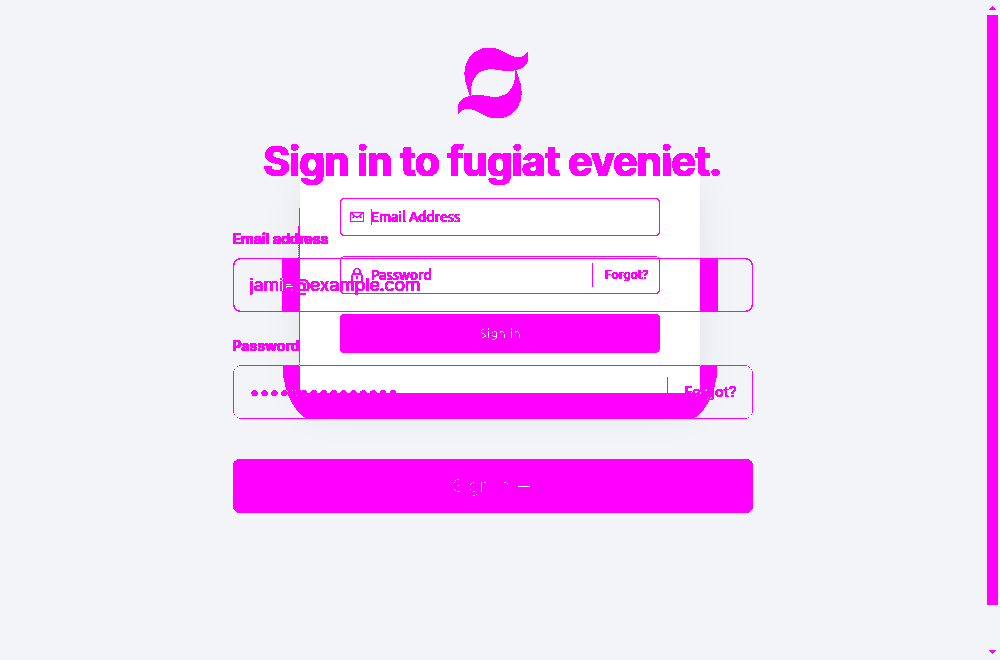 Sign in to fugiat eveniet.
Email Address
Email address
Password
Forgot?
jamie@example.com
Sign in
Password
Forgot?
Sign in →